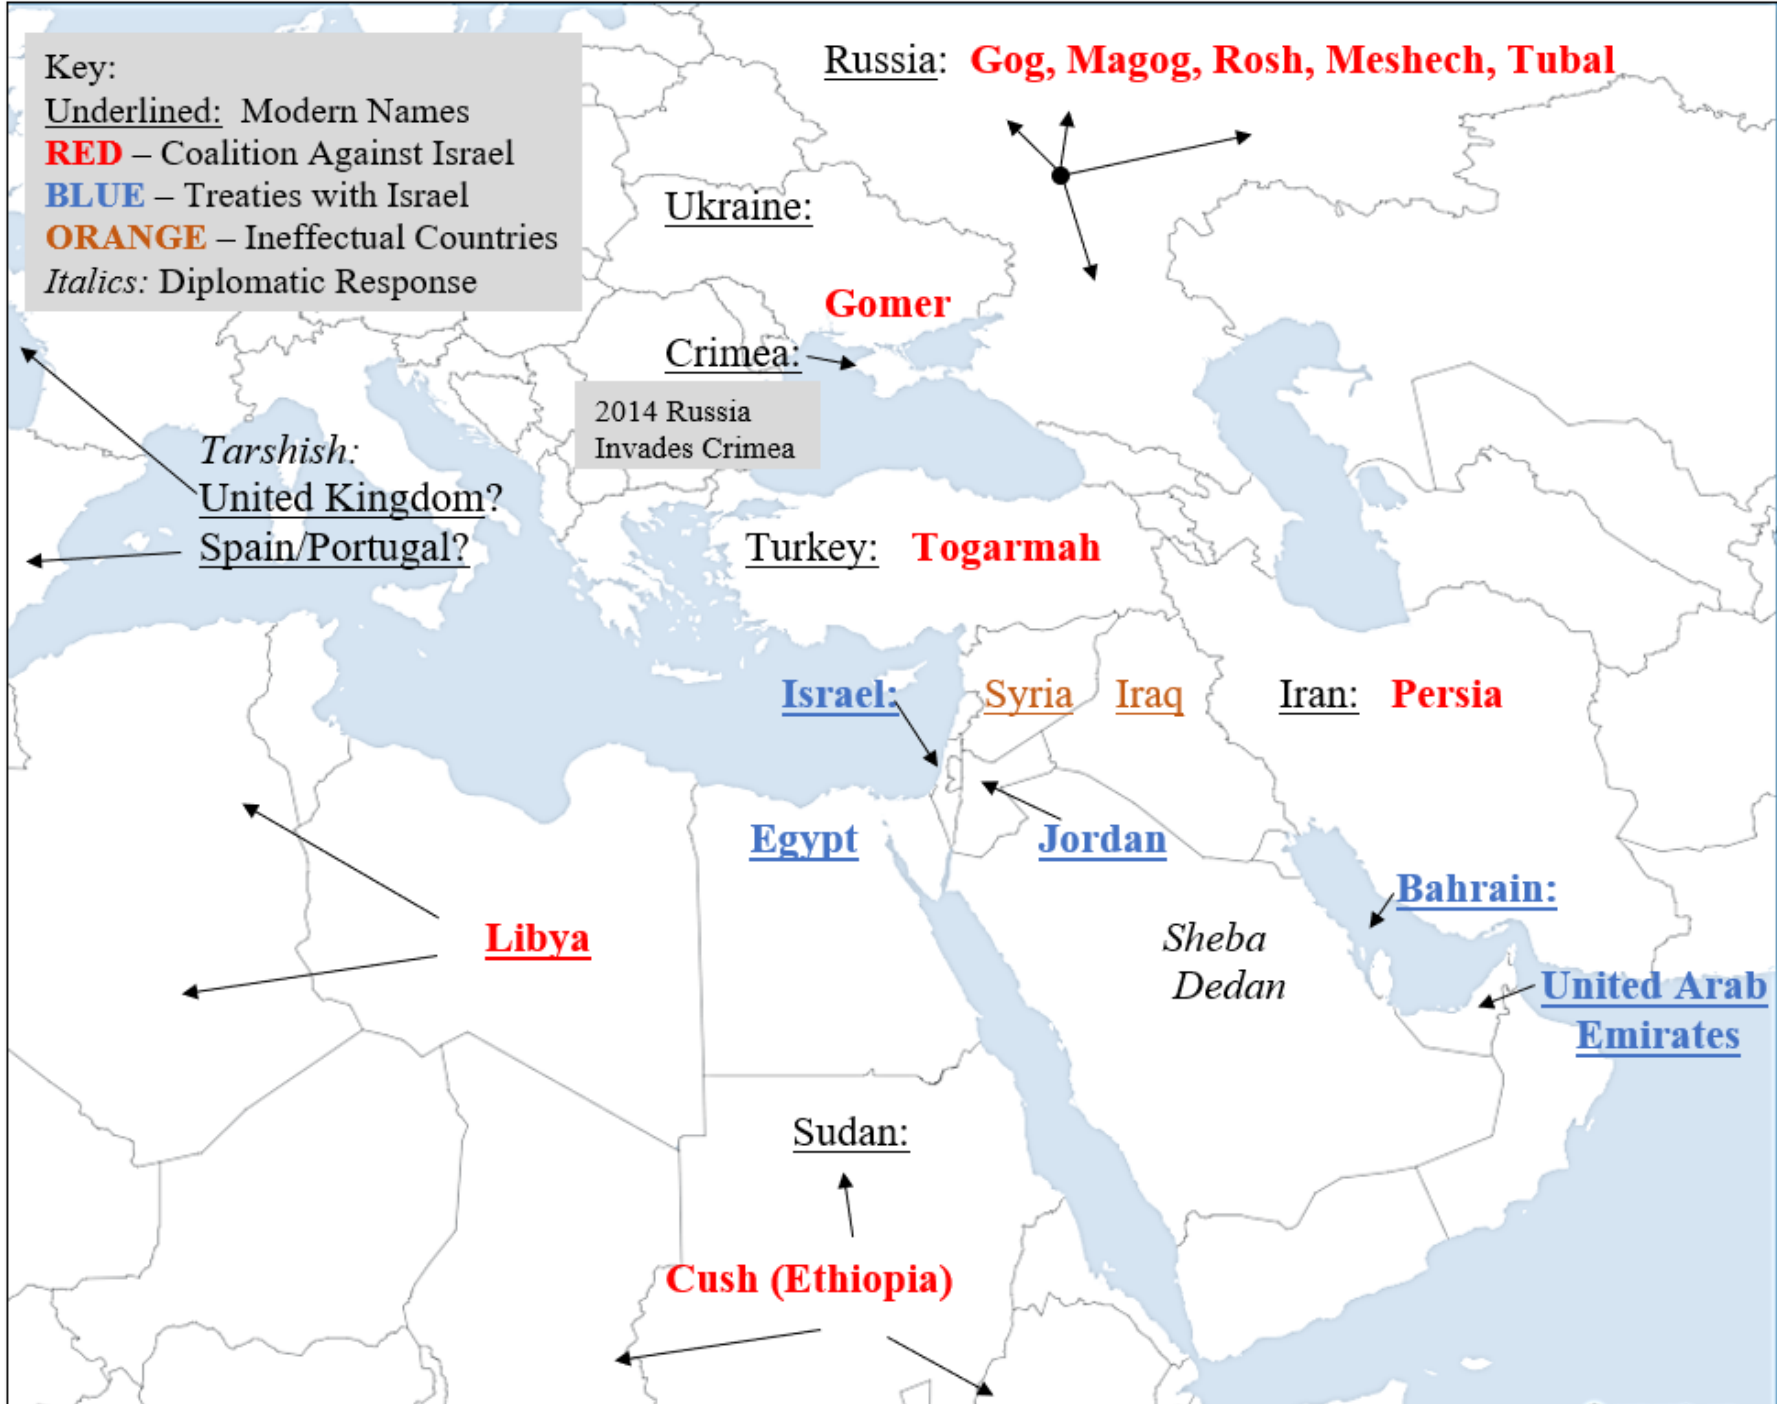 Key:
Underlined: Modern Names
RED – Coalition Against Israel
BLUE – Treaties with Israel
ORANGE – Ineffectual Countries
Italics: Diplomatic Response
Russia: Gog, Magog, Rosh, Meshech, Tubal
Ukraine:
Gomer
Crimea:
2014 Russia
Invades Crimea
Tarshish:
United Kingdom?
Spain/Portugal?
Turkey: Togarmah
Israel:
Syria
Iraq
Iran: Persia
Egypt
Jordan
Bahrain:
Libya
Sheba
Dedan
United Arab
Emirates
Sudan:
Cush (Ethiopia)